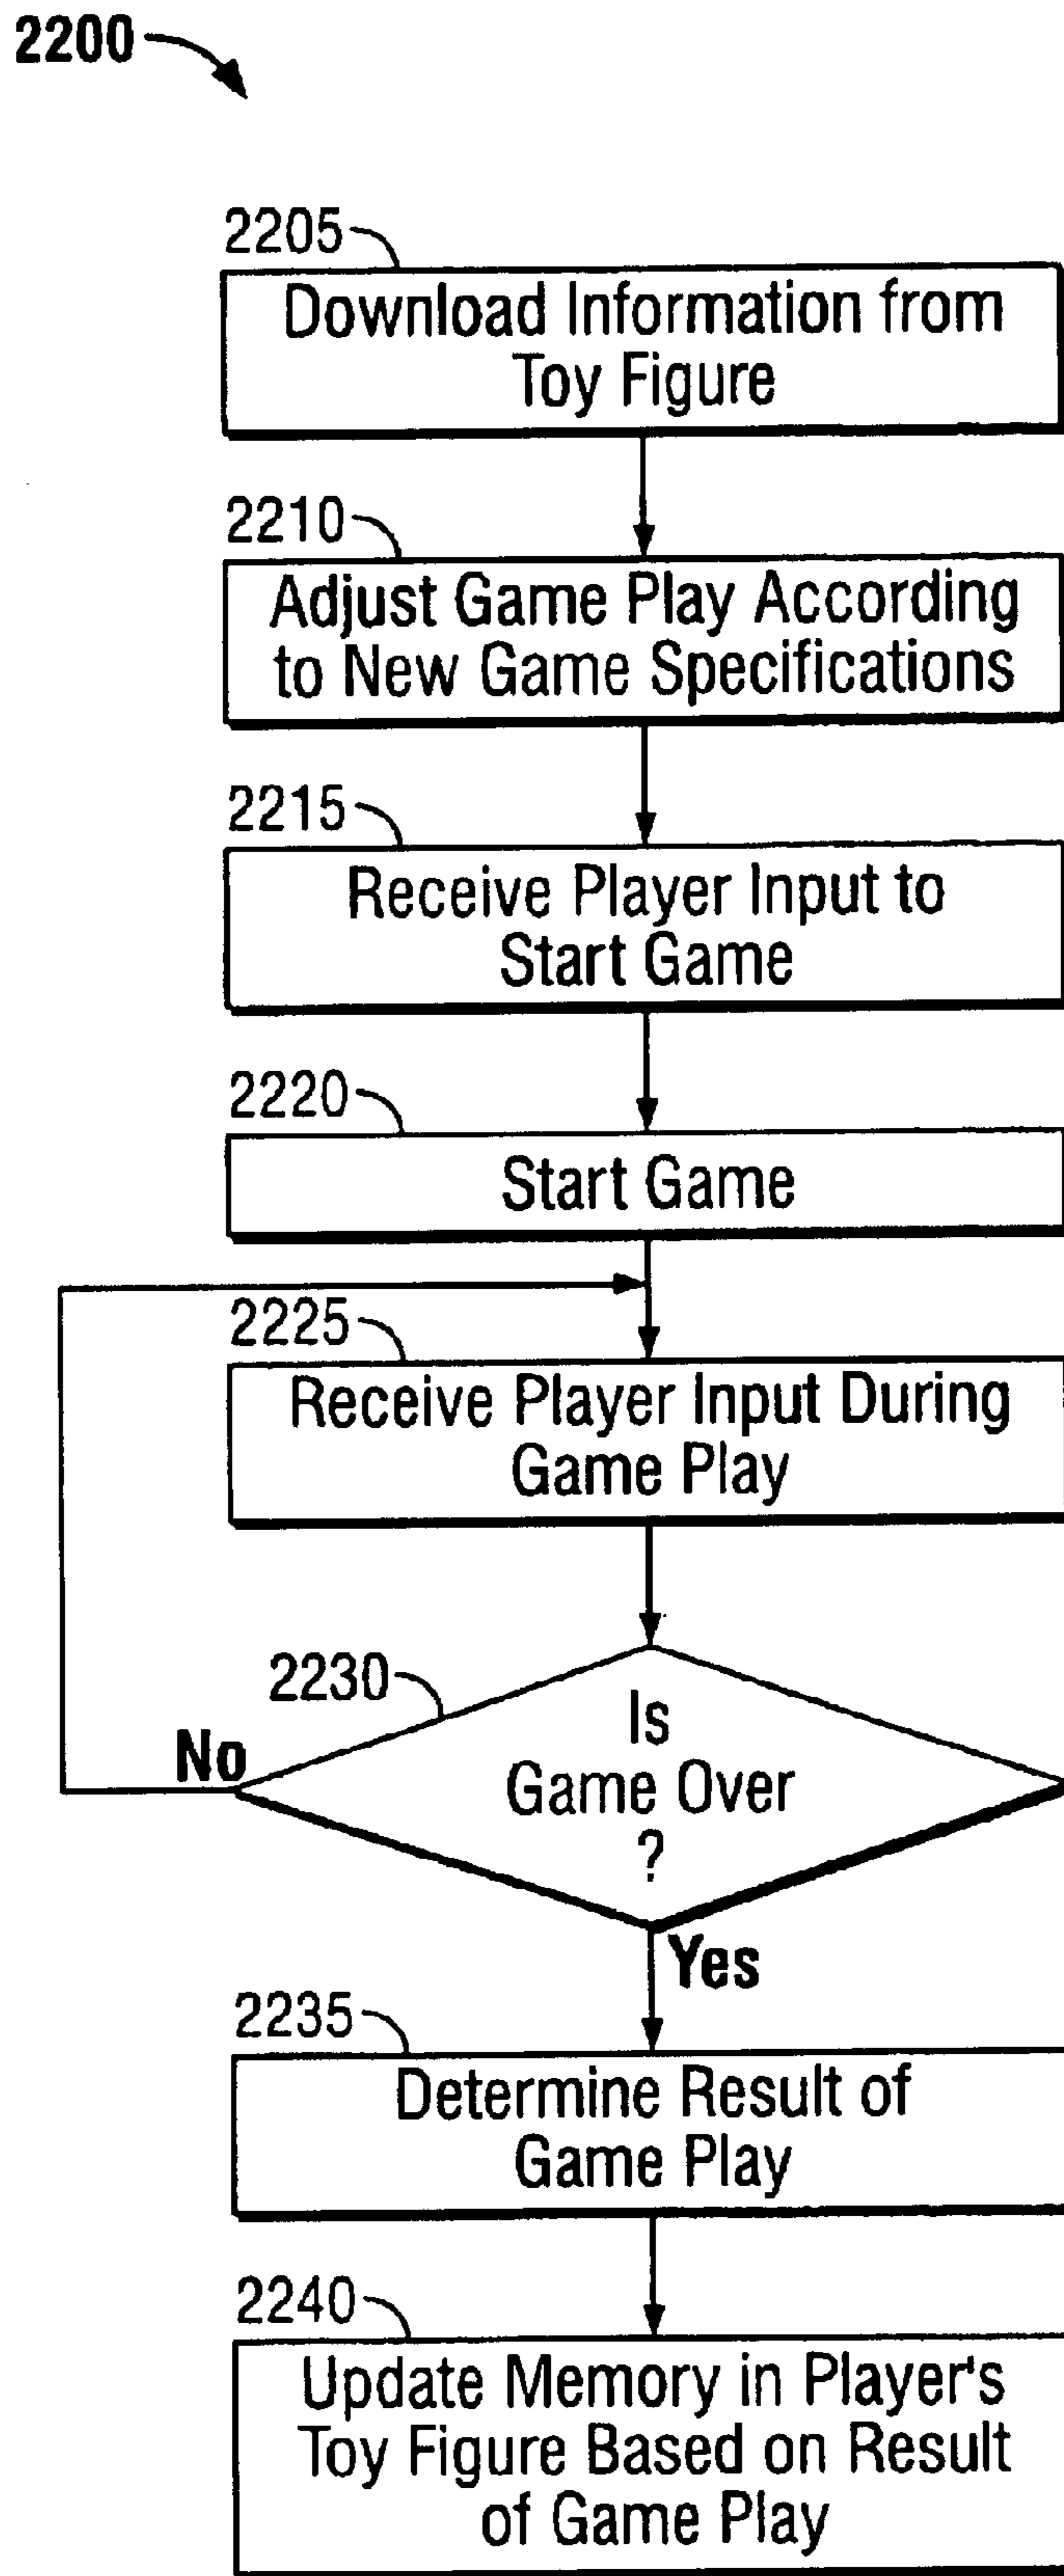 2200
2205
Download Information from
Toy Figure
2210
Adjust Game Play According
to New Game Specifications
2215
Receive Player Input to
Start Game
2220
Start Game
2225
Receive Player Input During
Game Play
2230
Is
Game Over
?
No
Yes
2235
Determine Result of
Game Play
2240
Update Memory in Player's
Toy Figure Based on Result
of Game Play